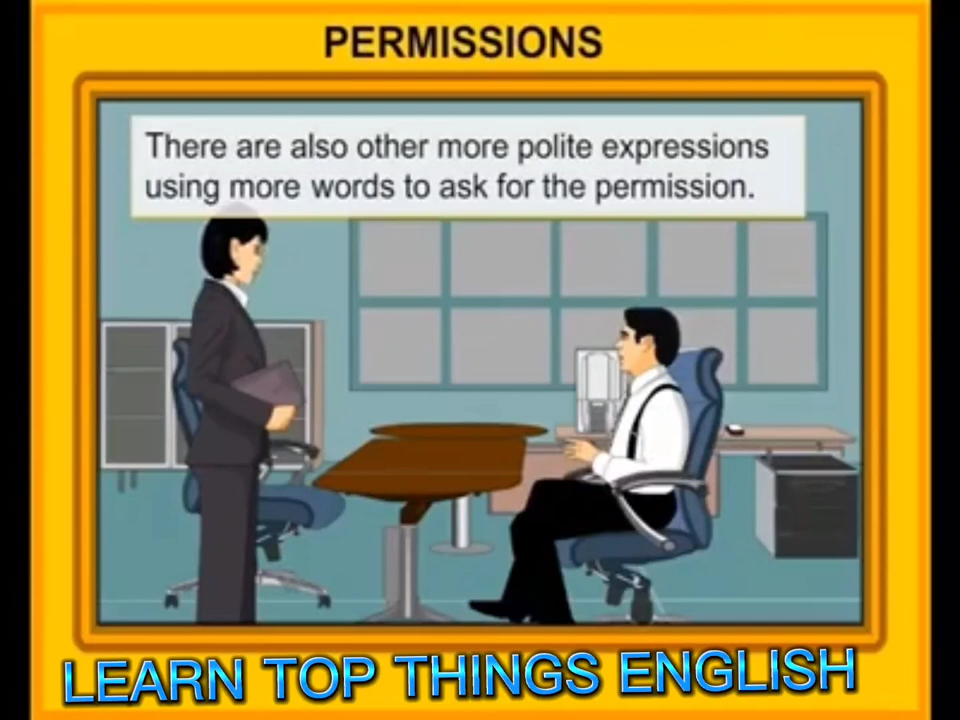 PERMISSIONS
There are also other more polite expressions
using more words to ask for the permission.
LEARN TOP THINGS ENGLISH